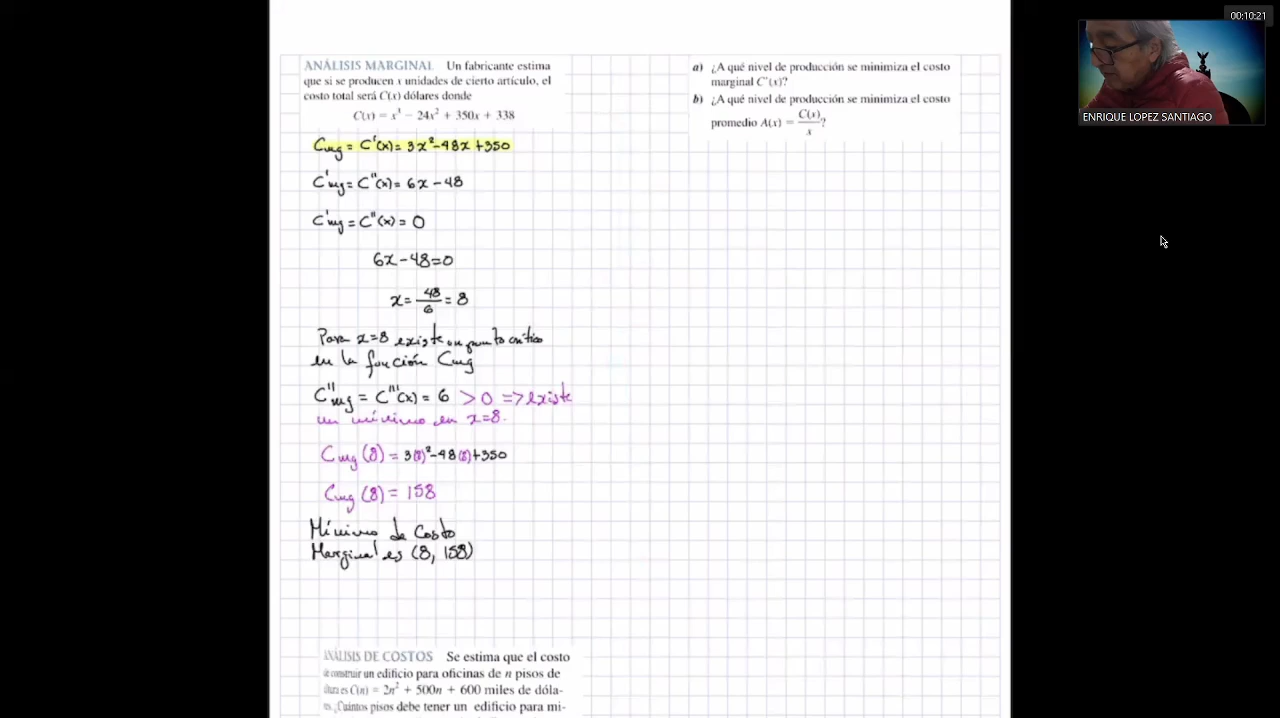 00:10:21
ENRIQUE LOPEZ SANTIAGO
ANÁLISIS MARGINAL Un fabricante estima
que si se producen x unidades de cierto artículo, el
costo total será C(x) dólares donde
C(x) = x³ − 24x² + 350x + 338
Cmg = C'(x) = 3x²-48x+350
C'mg = C''(x) = 6x - 48
C'mg = C''(x) = 0
6x - 48 = 0
x = 48/6 = 8
Para x=8 existe un punto crítico
en la función Cmg
C''mg = C'''(x) = 6 > 0 => existe
un mínimo en x=8.
Cmg (8) = 3(8)²-48(8)+350
Cmg (8) = 158
Mínimo de Costo
Marginal es (8, 158)
a) ¿A qué nivel de producción se minimiza el costo
marginal C'(x)?
b) ¿A qué nivel de producción se minimiza el costo
promedio A(x) = C(x)/x?
ANÁLISIS DE COSTOS Se estima que el costo
construir un edificio para oficinas de n pisos de
es C(n) = 2n² + 500n + 600 miles de dóla-
¿Cuántos pisos debe tener un edificio para mi-